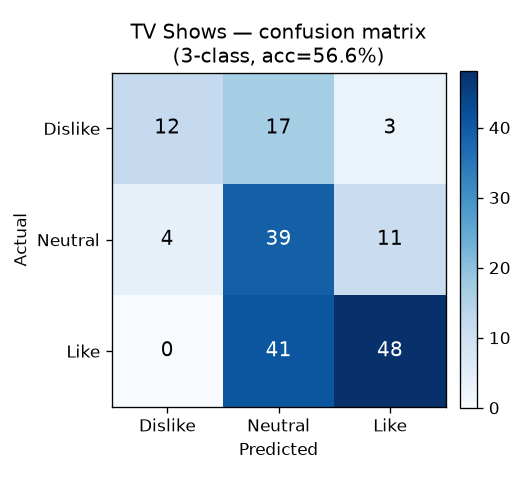 TV Shows — confusion matrix
(3-class, acc=56.6%)
Dislike 12 17 3
Neutral 4 39 11
Like 0 41 48
Dislike Neutral Like
Predicted
Actual
40
30
20
10
0